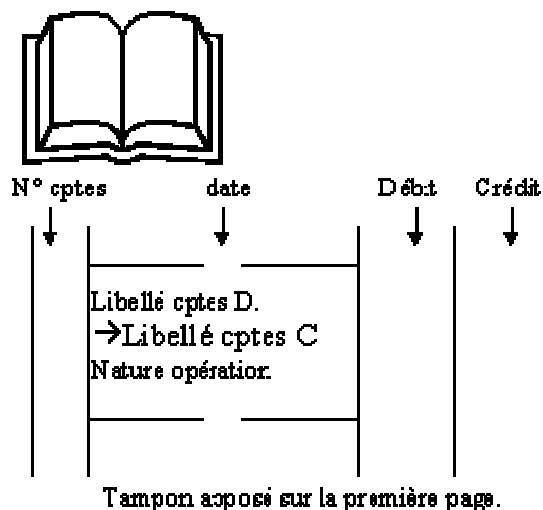 N° cptes date Débit Crédit
Libellé cptes D.
→Libellé cptes C
Nature opération
Tampon apposé sur la première page.